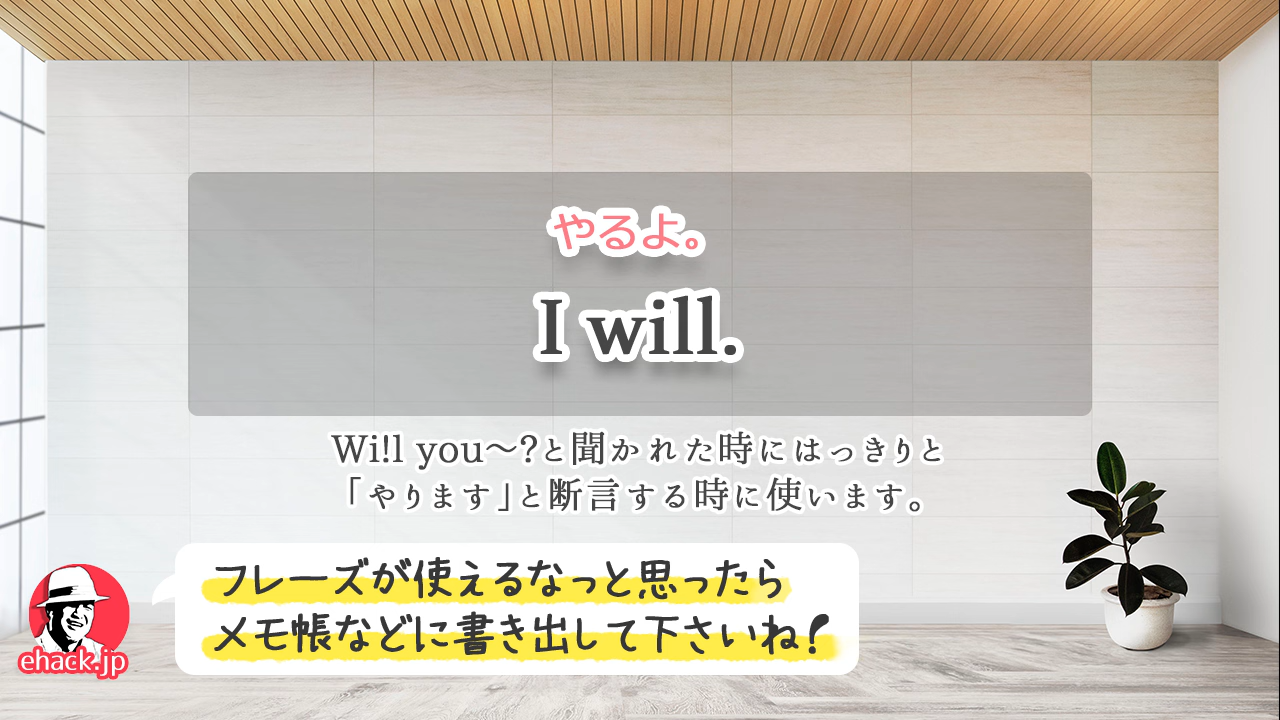 やるよ。
I will.
Wi!l you～?と聞かれた時にはっきりと
「やります」と断言する時に使います。
フレーズが使えるなっと思ったら
メモ帳などに書き出して下さいね!
ehack.jp